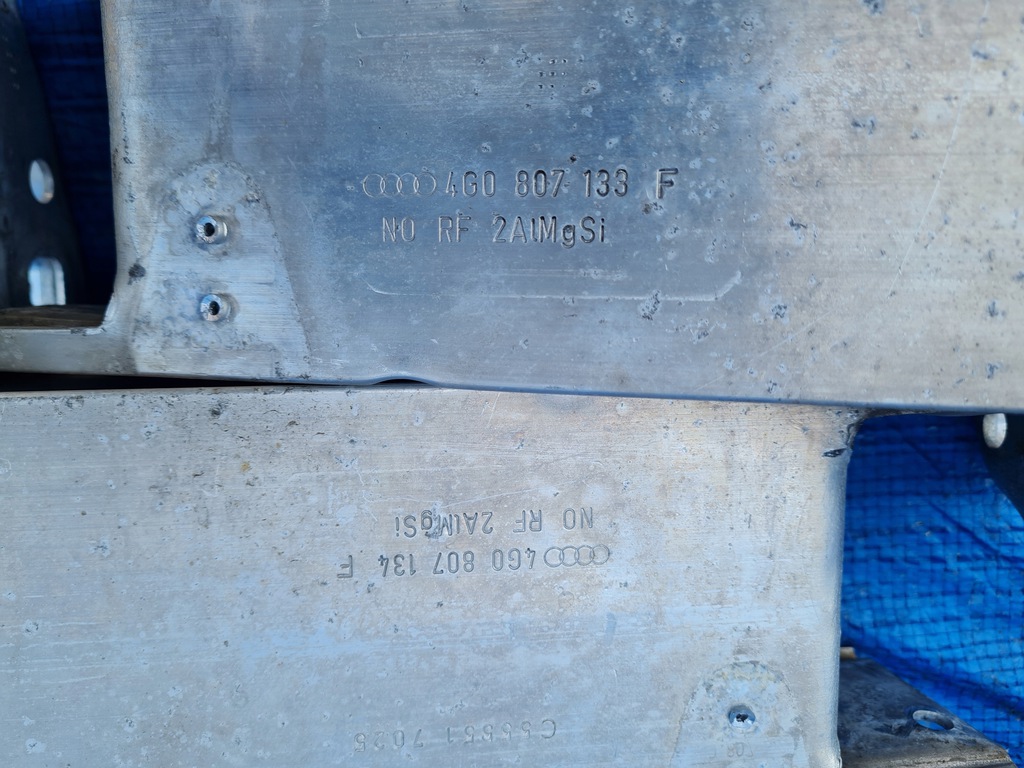 4G0 807 133 F
NO RF 2AlMgSi
4G0 807 134 F
NO RF 2AlMgSi